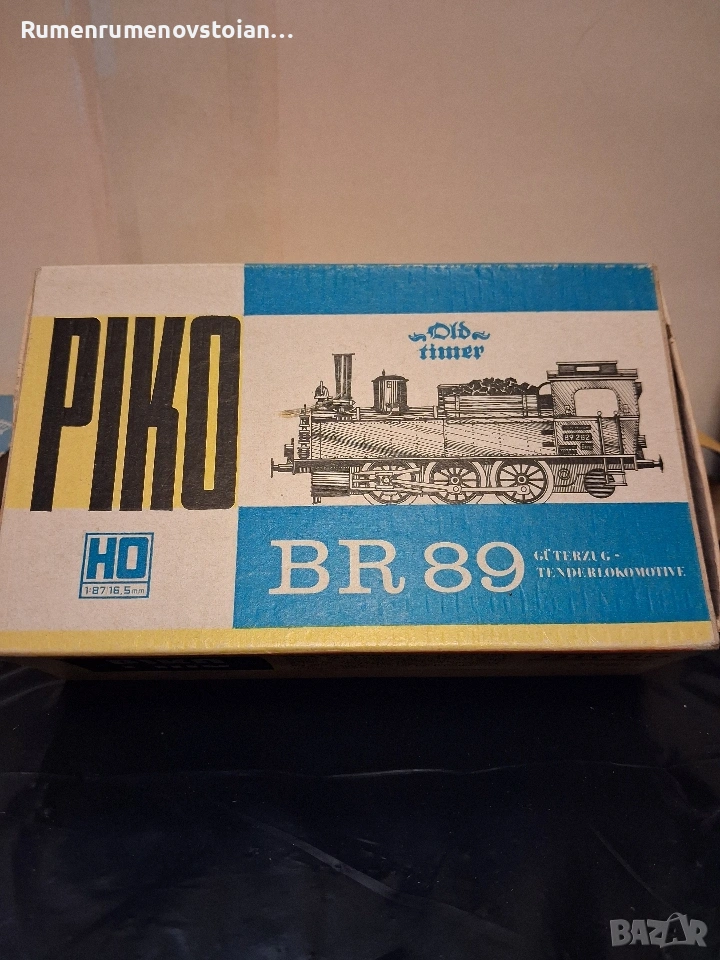 Rumenrumenovstoian...
PIKO
Old
timer
89 262
HO
1:87/16,5mm
BR 89
GÜTERZUG-
TENDERLOKOMOTIVE
BAZAR